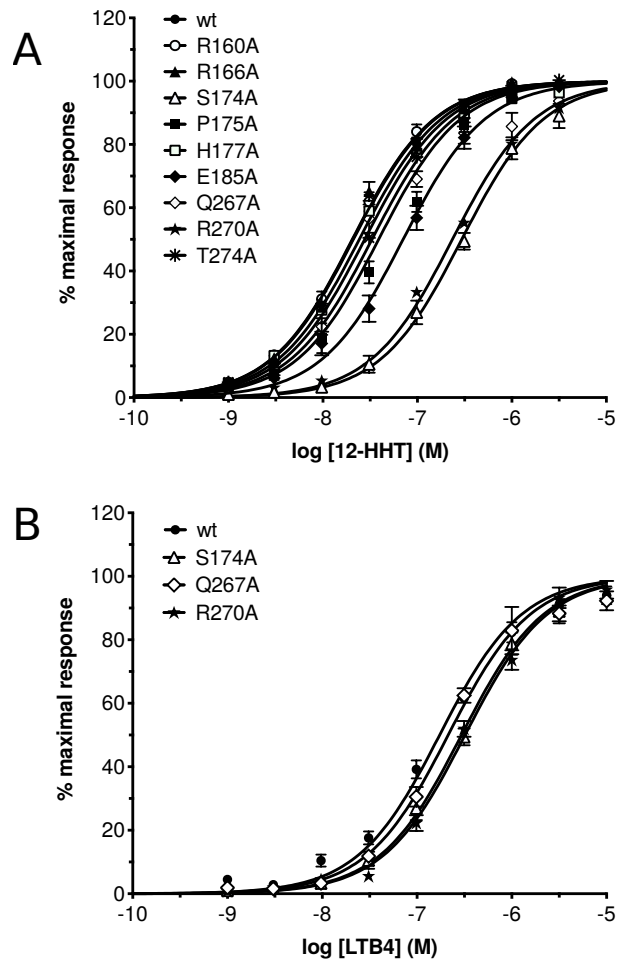 A
% maximal response
120
100
80
60
40
20
0
wt
R160A
R166A
S174A
P175A
H177A
E185A
Q267A
R270A
T274A
-10 -9 -8 -7 -6 -5
log [12-HHT] (M)
B
% maximal response
120
100
80
60
40
20
0
wt
S174A
Q267A
R270A
-10 -9 -8 -7 -6 -5
log [LTB4] (M)